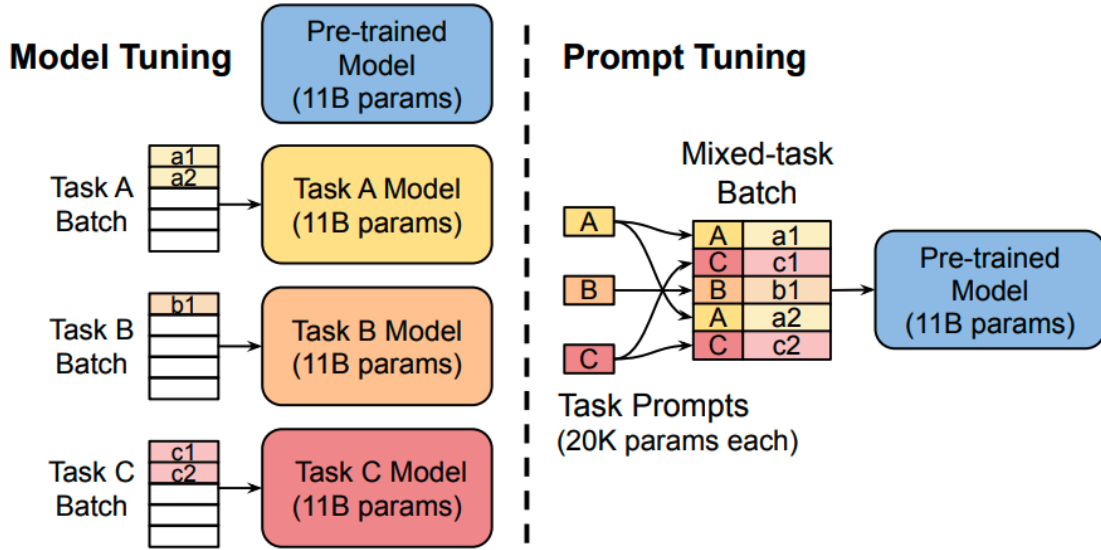 Model Tuning
Pre-trained
Model
(11B params)
Task A
Batch
a1
a2
Task A Model
(11B params)
Task B
Batch
b1
Task B Model
(11B params)
Task C
Batch
c1
c2
Task C Model
(11B params)
Prompt Tuning
Mixed-task
Batch
A
B
C
A a1
C c1
B b1
A a2
C c2
Task Prompts
(20K params each)
Pre-trained
Model
(11B params)